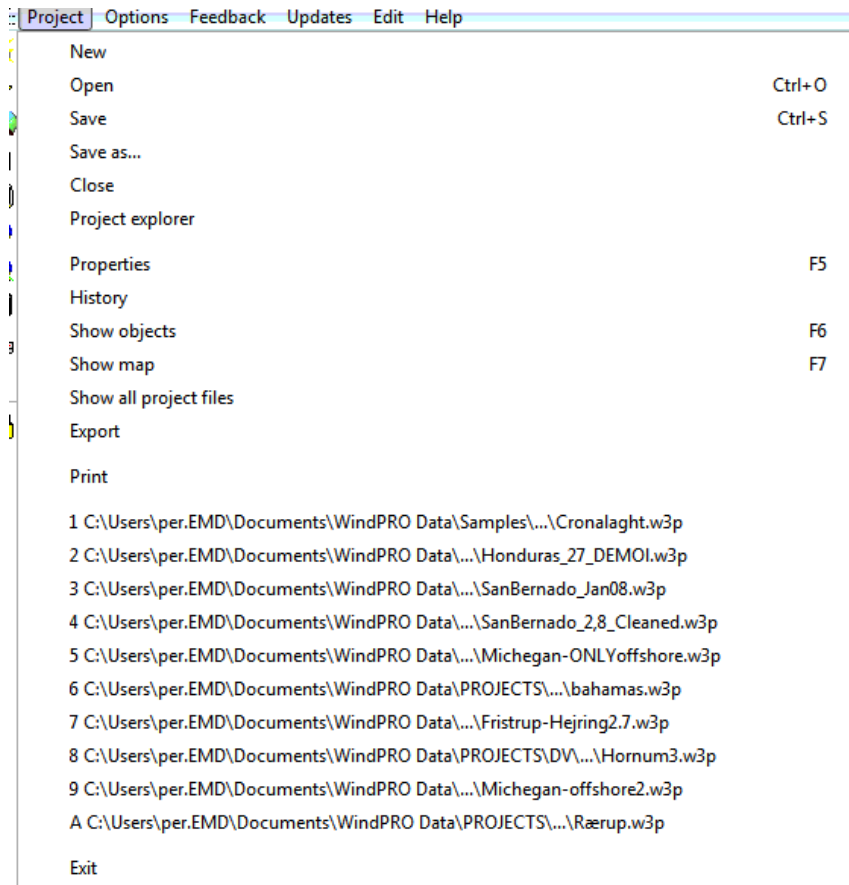 Project Options Feedback Updates Edit Help
New
Open Ctrl+O
Save Ctrl+S
Save as...
Close
Project explorer
Properties F5
History
Show objects F6
Show map F7
Show all project files
Export
Print
1 C:\Users\per.EMD\Documents\WindPRO Data\Samples\...\Cronalaght.w3p
2 C:\Users\per.EMD\Documents\WindPRO Data\...\Honduras_27_DEMOI.w3p
3 C:\Users\per.EMD\Documents\WindPRO Data\...\SanBernado_Jan08.w3p
4 C:\Users\per.EMD\Documents\WindPRO Data\...\SanBernado_2,8_Cleaned.w3p
5 C:\Users\per.EMD\Documents\WindPRO Data\...\Michegan-ONLYoffshore.w3p
6 C:\Users\per.EMD\Documents\WindPRO Data\PROJECTS\...\bahamas.w3p
7 C:\Users\per.EMD\Documents\WindPRO Data\...\Fristrup-Hejring2.7.w3p
8 C:\Users\per.EMD\Documents\WindPRO Data\PROJECTS\DV\...\Hornum3.w3p
9 C:\Users\per.EMD\Documents\WindPRO Data\...\Michegan-offshore2.w3p
A C:\Users\per.EMD\Documents\WindPRO Data\PROJECTS\...\Rærup.w3p
Exit